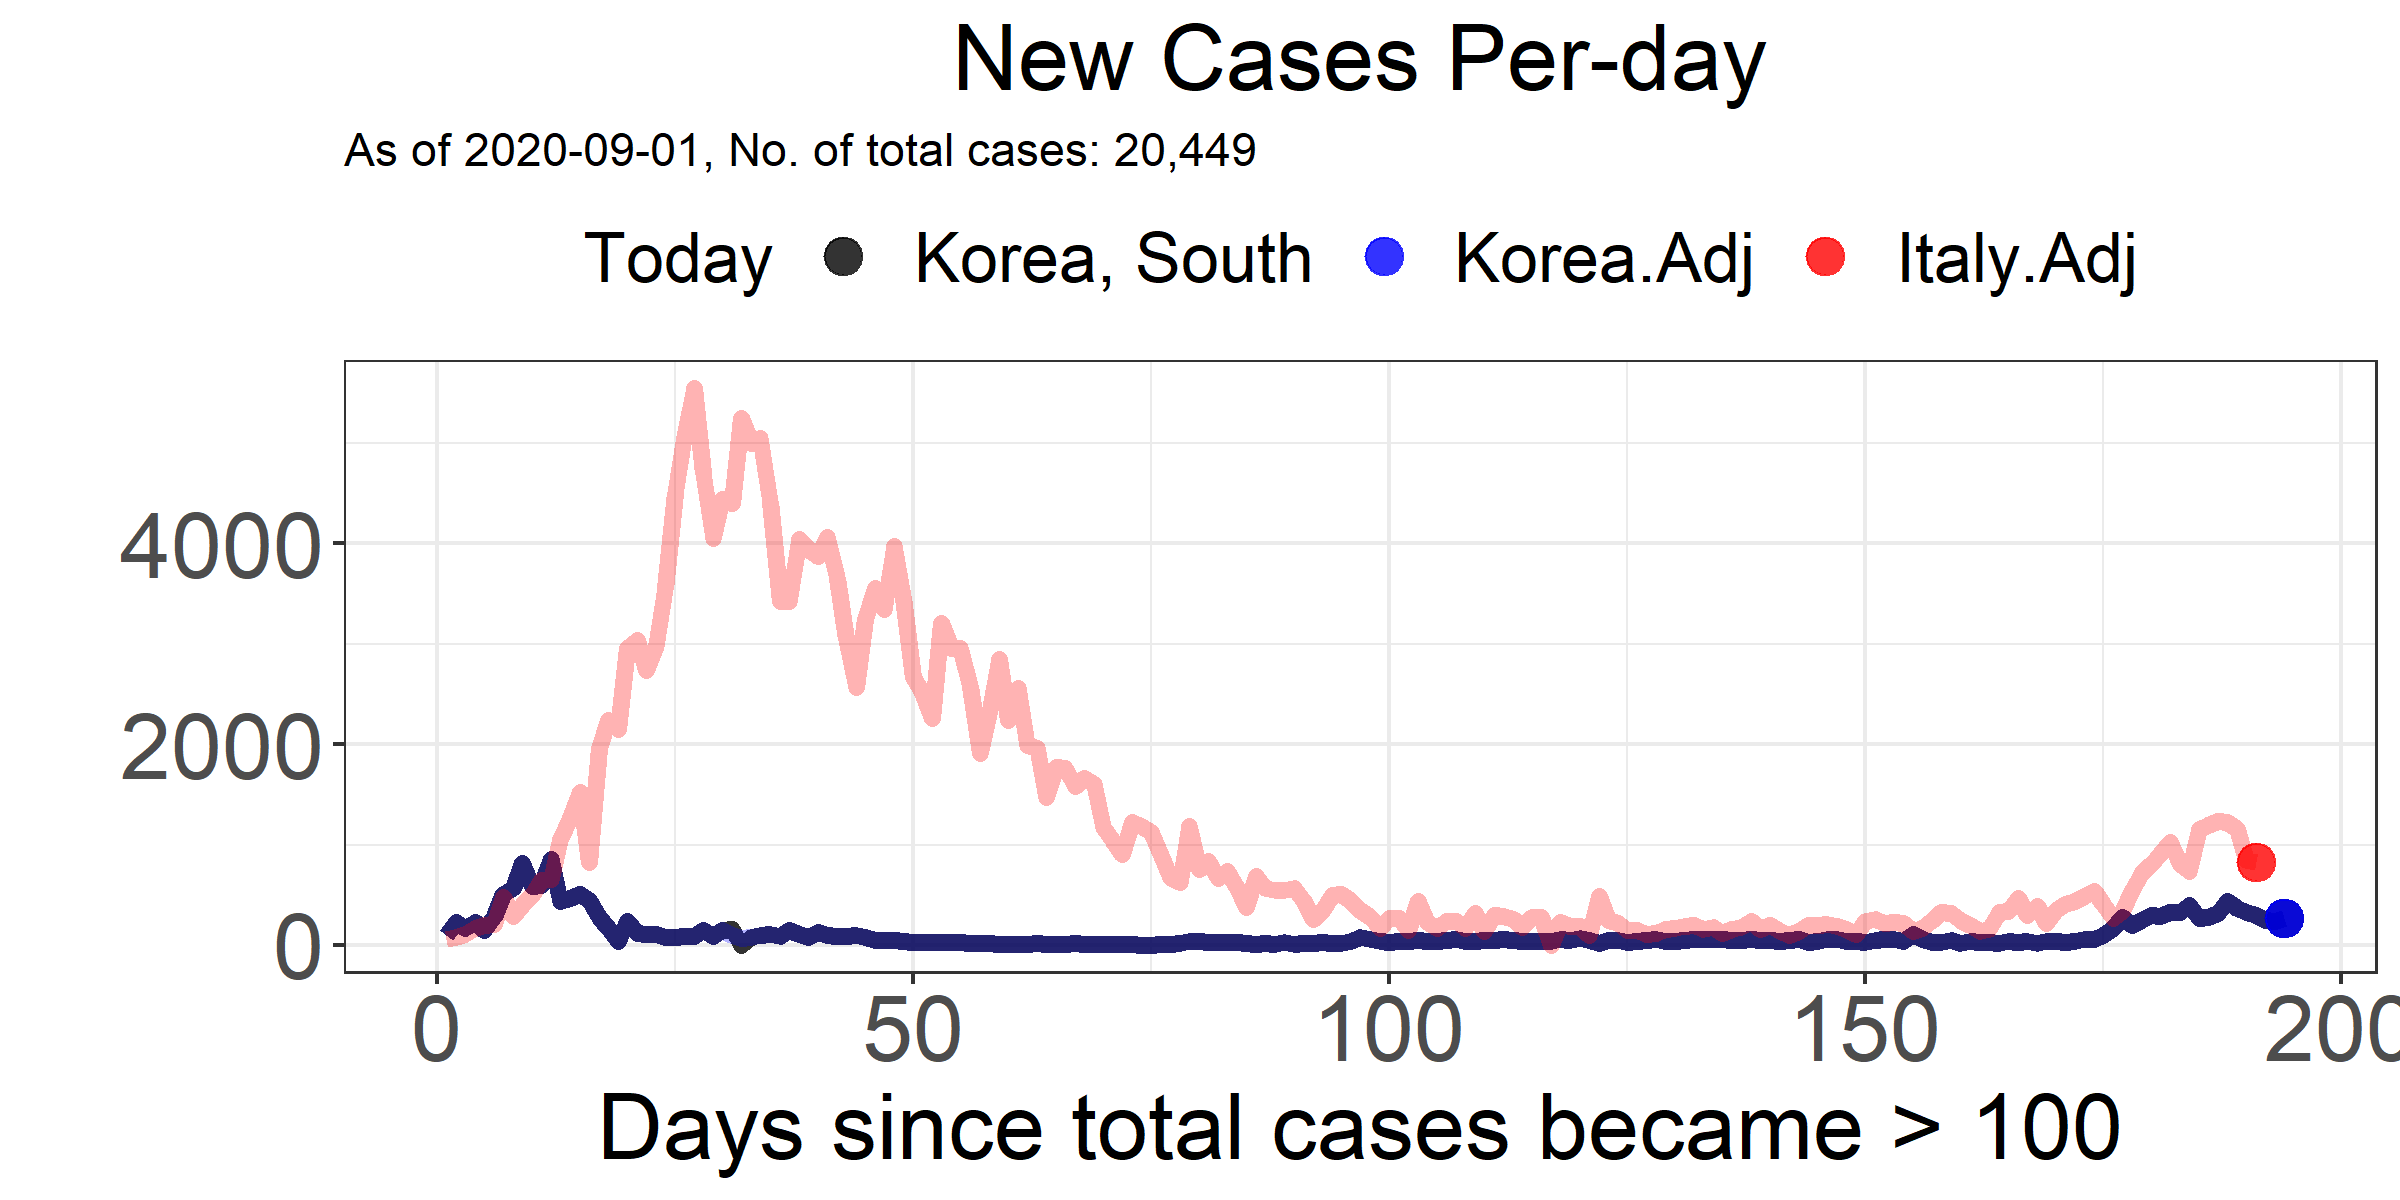 New Cases Per-day
As of 2020-09-01, No. of total cases: 20,449
Today Korea, South Korea.Adj Italy.Adj
4000
2000
0
0 50 100 150 200
Days since total cases became > 100